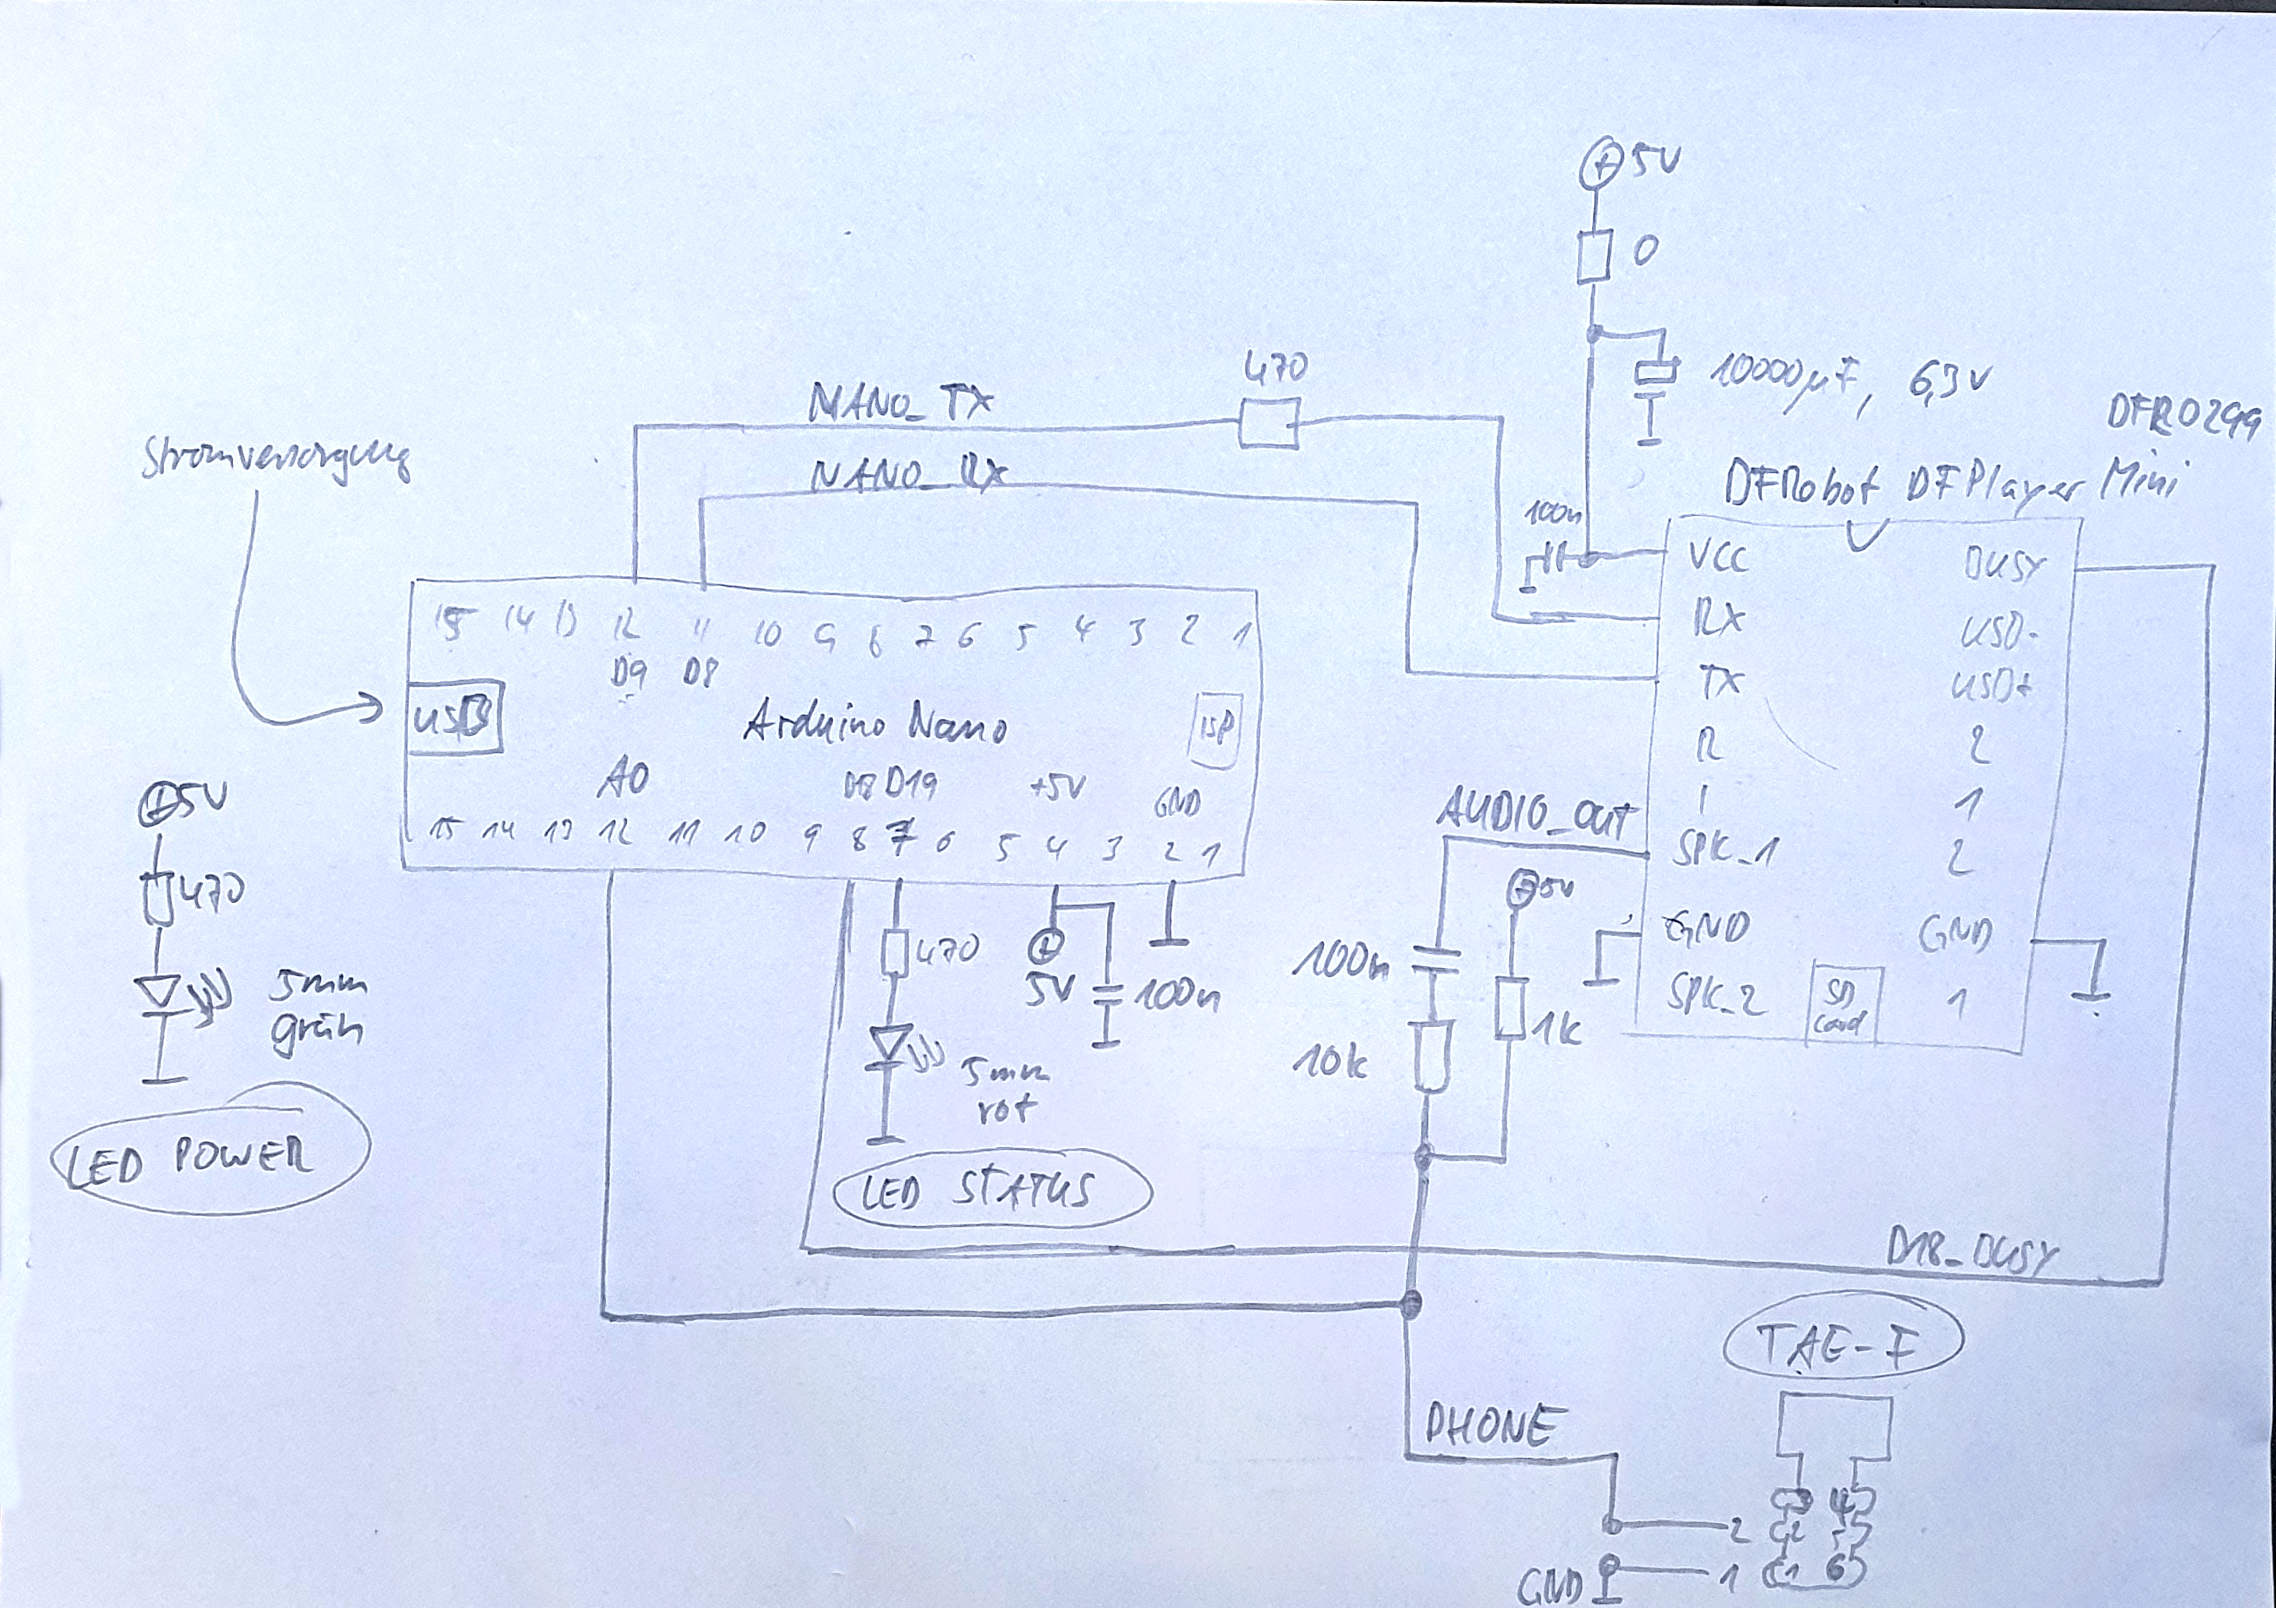 ⊕5V
0
10000µF, 6,3V
470
NANO_TX
NANO_RX
Stromversorgung
DFR0299
DFRobot DFPlayer Mini
100n
VCC BUSY
RX USD-
TX USD+
R 2
I 1
SPK_1 2
GND GND
SPK_2 SD Card 1
15 14 13 12 11 10 9 8 7 6 5 4 3 2 1
D9 D8
USB Arduino Nano ISP
A0 D18 D19 +5V GND
15 14 13 12 11 10 9 8 7 6 5 4 3 2 1
⊕5V
470
5mm
grün
LED POWER
470
5mm
rot
LED STATUS
⊕
5V
100n
AUDIO_OUT
⊕5V
100n
10k
1k
D18_BUSY
TAE-F
PHONE
3 4
2 2 5
GND 1 1 6